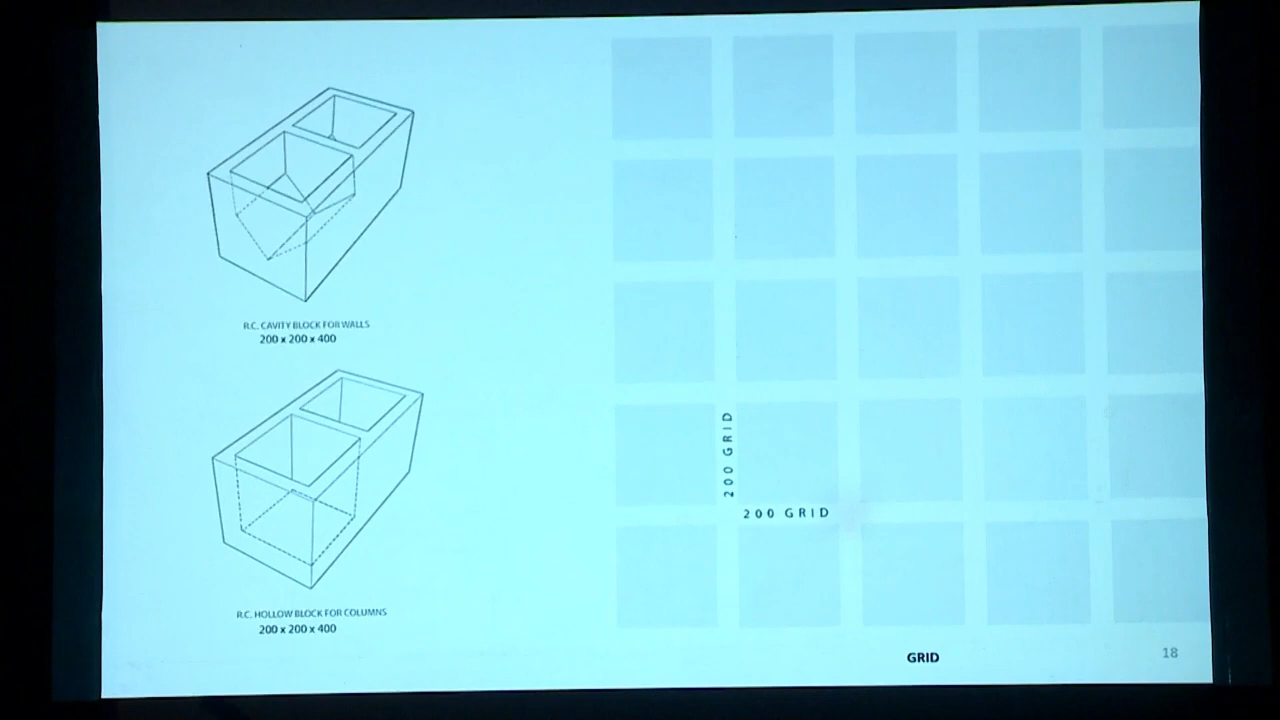 R.C. CAVITY BLOCK FOR WALLS
200 x 200 x 400
R.C. HOLLOW BLOCK FOR COLUMNS
200 x 200 x 400
200 GRID
200 GRID
GRID
18